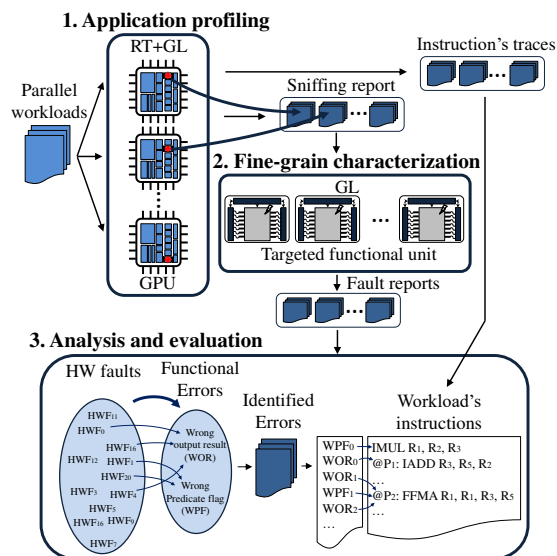 1. Application profiling
RT+GL
Instruction's traces
Parallel
workloads
Sniffing report
2. Fine-grain characterization
GL
Targeted functional unit
GPU
Fault reports
3. Analysis and evaluation
HW faults
Functional
Errors
Identified
Errors
Workload's
instructions
HWF11
HWF0
HWF16
HWF12
HWF1
HWF20
HWF3
HWF4
HWF5
HWF16 HWF9
HWF7
Wrong
output result
(WOR)
Wrong
Predicate flag
(WPF)
WPF0
WOR0
WOR1
WPF1
WOR2
...
IMUL R1, R2, R3
@P1: IADD R3, R5, R2
...
@P2: FFMA R1, R1, R3, R5
...